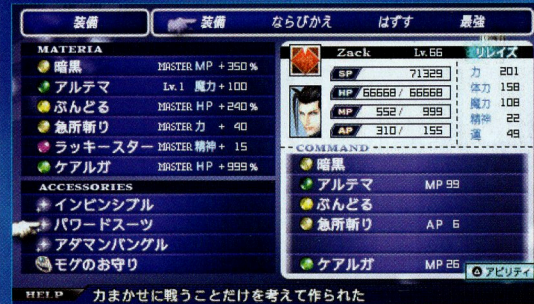 装備
装備 ならびかえ はずす 最強
MATERIA
暗黒 MASTER MP +350%
アルテマ Lv.1 魔力+100
ぶんどる MASTER HP +240%
急所斬り MASTER 力 + 40
ラッキースター MASTER 精神+ 15
ケアルガ MASTER HP +999%
ACCESSORIES
インビンシブル
パワードスーツ
アダマンバングル
モグのお守り
Zack Lv.66 リレイズ
SP 71329
HP 66668/ 66668
MP 552/ 999
AP 310/ 155
力 201
体力 158
魔力 108
精神 22
運 49
COMMAND
暗黒
アルテマ MP 99
ぶんどる
急所斬り AP 6
ケアルガ MP 26
アビリティ
HELP 力まかせに戦うことだけを考えて作られた